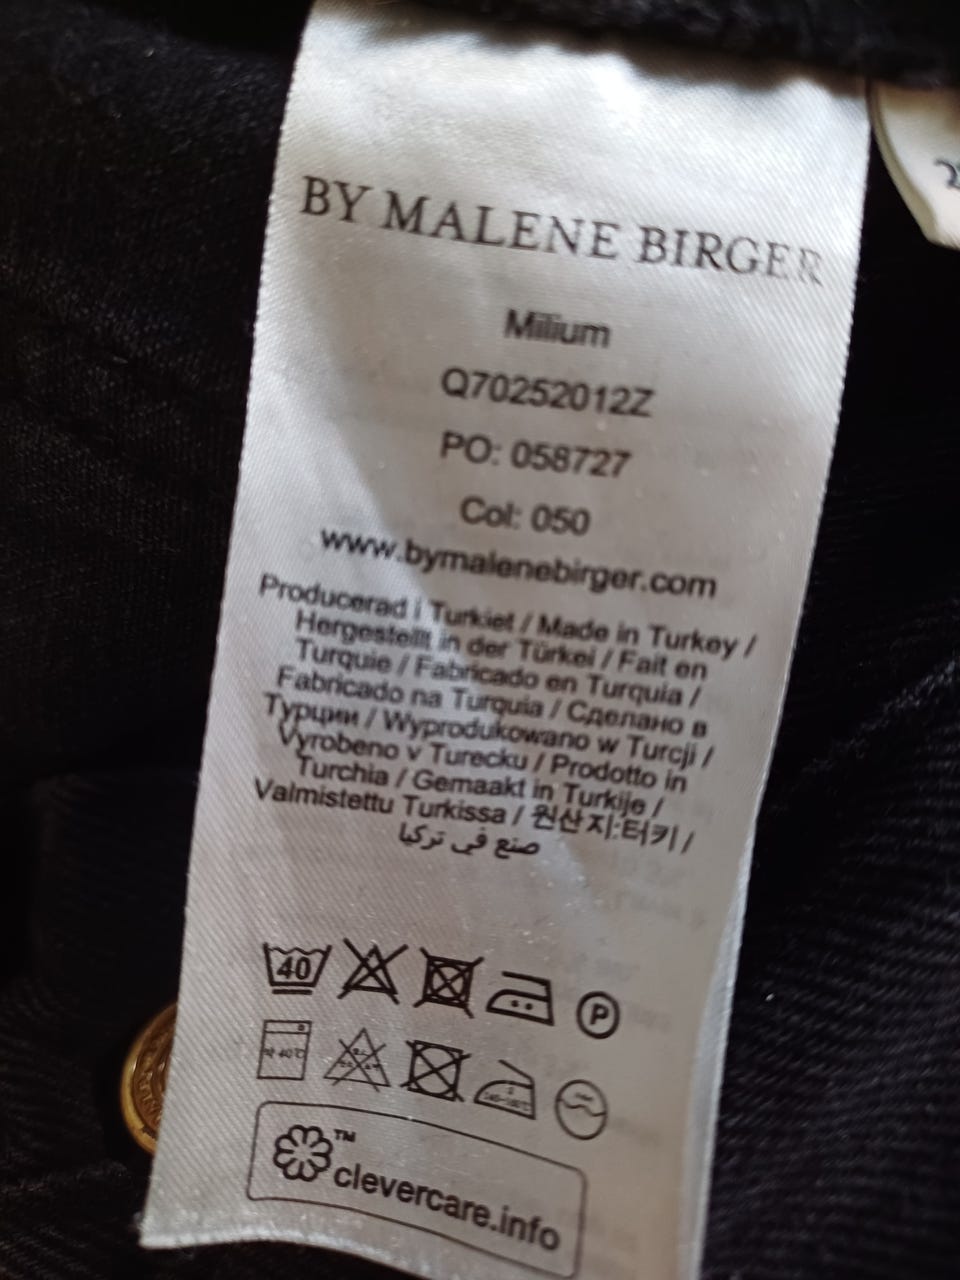 BY MALENE BIRGER
Milium
Q70252012Z
PO: 058727
Col: 050
www.bymalenebirger.com
Producerad i Turkiet / Made in Turkey /
Hergestellt in der Türkei / Fait en
Turquie / Fabricado en Turquia /
Fabricado na Turquia / Сделано в
Турции / Wyprodukowano w Turcji /
Vyrobeno v Turecku / Prodotto in
Turchia / Gemaakt in Turkije /
Valmistettu Turkissa / 원산지:터키 /
صنع في تركيا
40
P
TM
clevercare.info